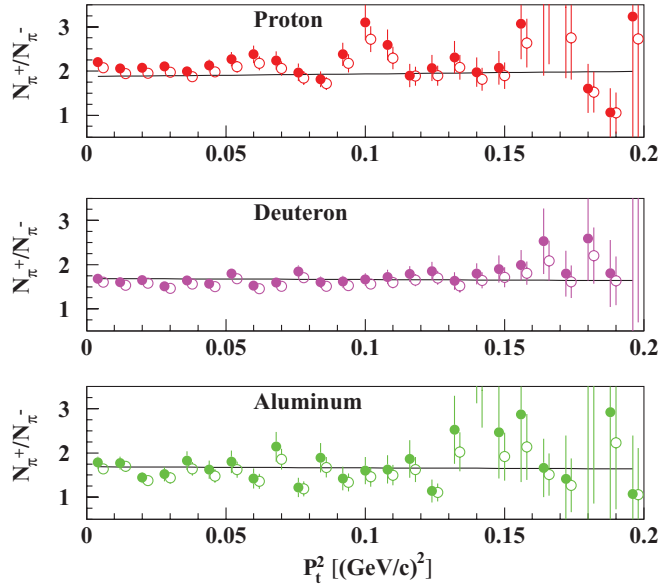 Proton
N_π+/N_π-
3
2
1
0 0.05 0.1 0.15 0.2
Deuteron
N_π+/N_π-
3
2
1
0 0.05 0.1 0.15 0.2
Aluminum
N_π+/N_π-
3
2
1
0 0.05 0.1 0.15 0.2
P_t^2 [(GeV/c)^2]